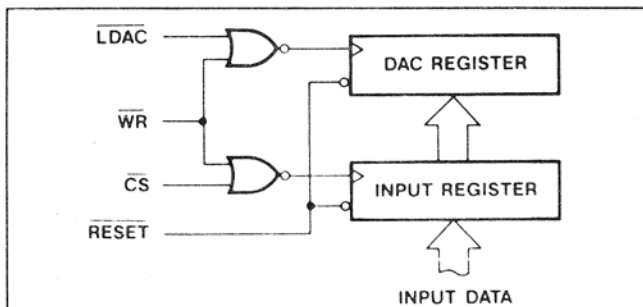 LDAC
DAC REGISTER
WR
CS
INPUT REGISTER
RESET
INPUT DATA